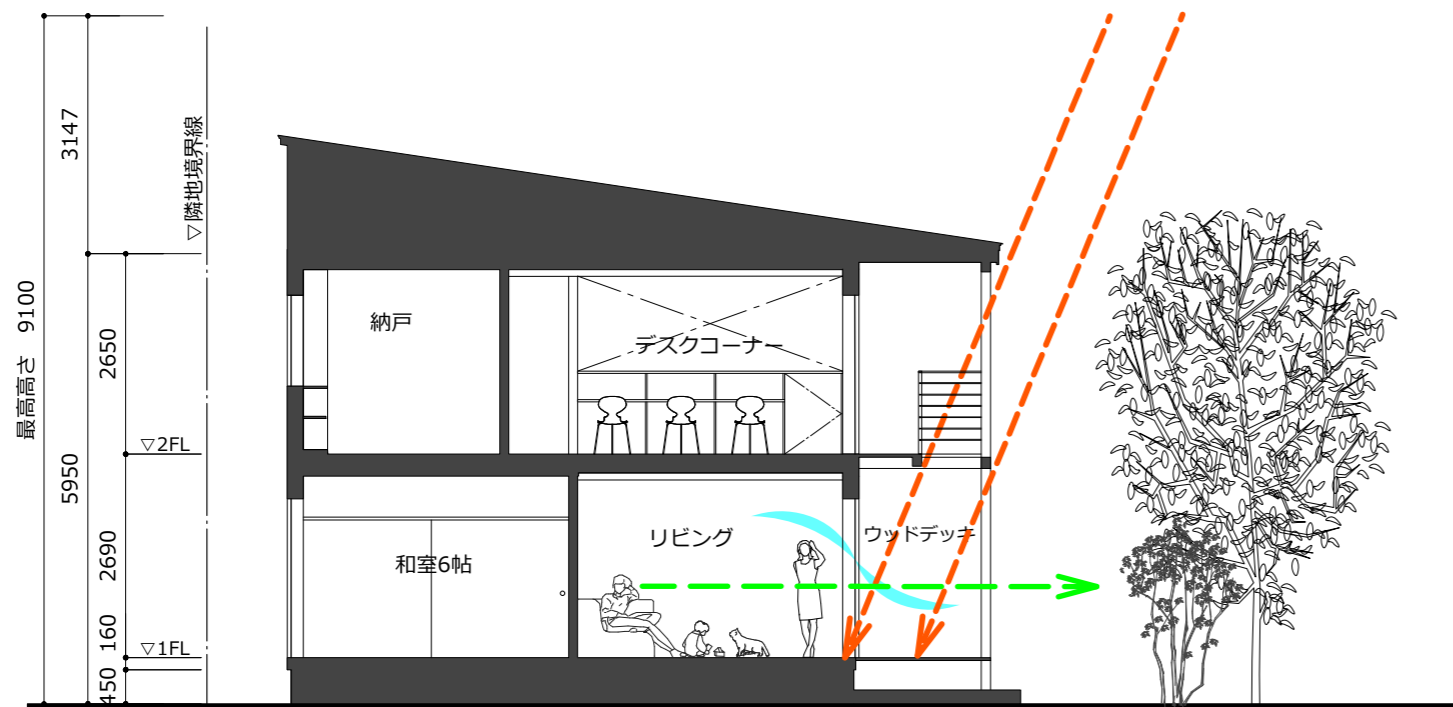 最高高さ 9100
3147
5950
2650
2690
160
450
▽隣地境界線
▽2FL
▽1FL
納戸
デスクコーナー
和室6帖
リビング
ウッドデッキ